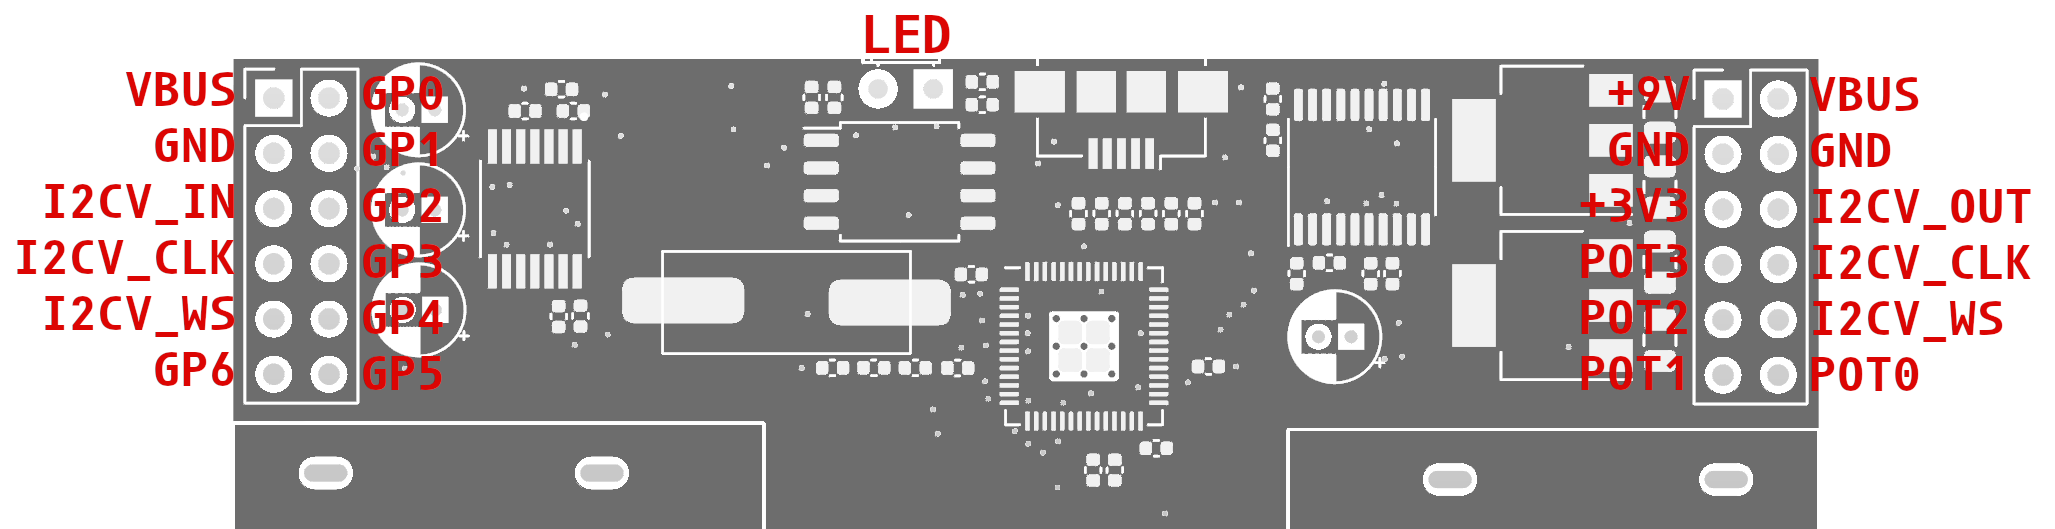 LED
VBUS GP0 +9V VBUS
GND GP1 GND GND
I2CV_IN GP2 +3V3 I2CV_OUT
I2CV_CLK GP3 POT3 I2CV_CLK
I2CV_WS GP4 POT2 I2CV_WS
GP6 GP5 POT1 POT0